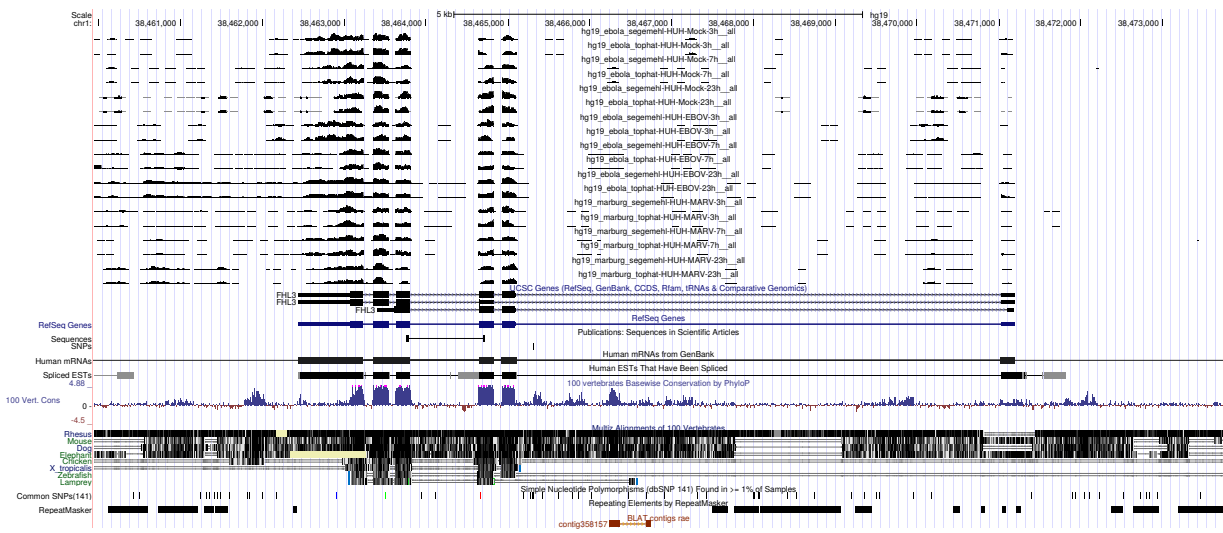 Scale 5 kb hg19
chr1: 38,461,000 38,462,000 38,463,000 38,464,000 38,465,000 38,466,000 38,467,000 38,468,000 38,469,000 38,470,000 38,471,000 38,472,000 38,473,000
hg19_ebola_segemehl-HUH-Mock-3h__all
hg19_ebola_tophat-HUH-Mock-3h__all
hg19_ebola_segemehl-HUH-Mock-7h__all
hg19_ebola_tophat-HUH-Mock-7h__all
hg19_ebola_segemehl-HUH-Mock-23h__all
hg19_ebola_tophat-HUH-Mock-23h__all
hg19_ebola_segemehl-HUH-EBOV-3h__all
hg19_ebola_tophat-HUH-EBOV-3h__all
hg19_ebola_segemehl-HUH-EBOV-7h__all
hg19_ebola_tophat-HUH-EBOV-7h__all
hg19_ebola_segemehl-HUH-EBOV-23h__all
hg19_ebola_tophat-HUH-EBOV-23h__all
hg19_marburg_segemehl-HUH-MARV-3h__all
hg19_marburg_tophat-HUH-MARV-3h__all
hg19_marburg_segemehl-HUH-MARV-7h__all
hg19_marburg_tophat-HUH-MARV-7h__all
hg19_marburg_segemehl-HUH-MARV-23h__all
hg19_marburg_tophat-HUH-MARV-23h__all
UCSC Genes (RefSeq, GenBank, CCDS, Rfam, tRNAs & Comparative Genomics)
FHL3
FHL3
FHL3
RefSeq Genes
RefSeq Genes
Publications: Sequences in Scientific Articles
Sequences
SNPs
Human mRNAs from GenBank
Human mRNAs
Human ESTs That Have Been Spliced
Spliced ESTs
100 vertebrates Basewise Conservation by PhyloP
4.88
100 Vert. Cons
0
-4.5
Multiz Alignments of 100 Vertebrates
Rhesus
Mouse
Dog
Elephant
Chicken
X_tropicalis
Zebrafish
Lamprey
Simple Nucleotide Polymorphisms (dbSNP 141) Found in >= 1% of Samples
Common SNPs(141)
Repeating Elements by RepeatMasker
RepeatMasker
BLAT contigs rae
contig358157